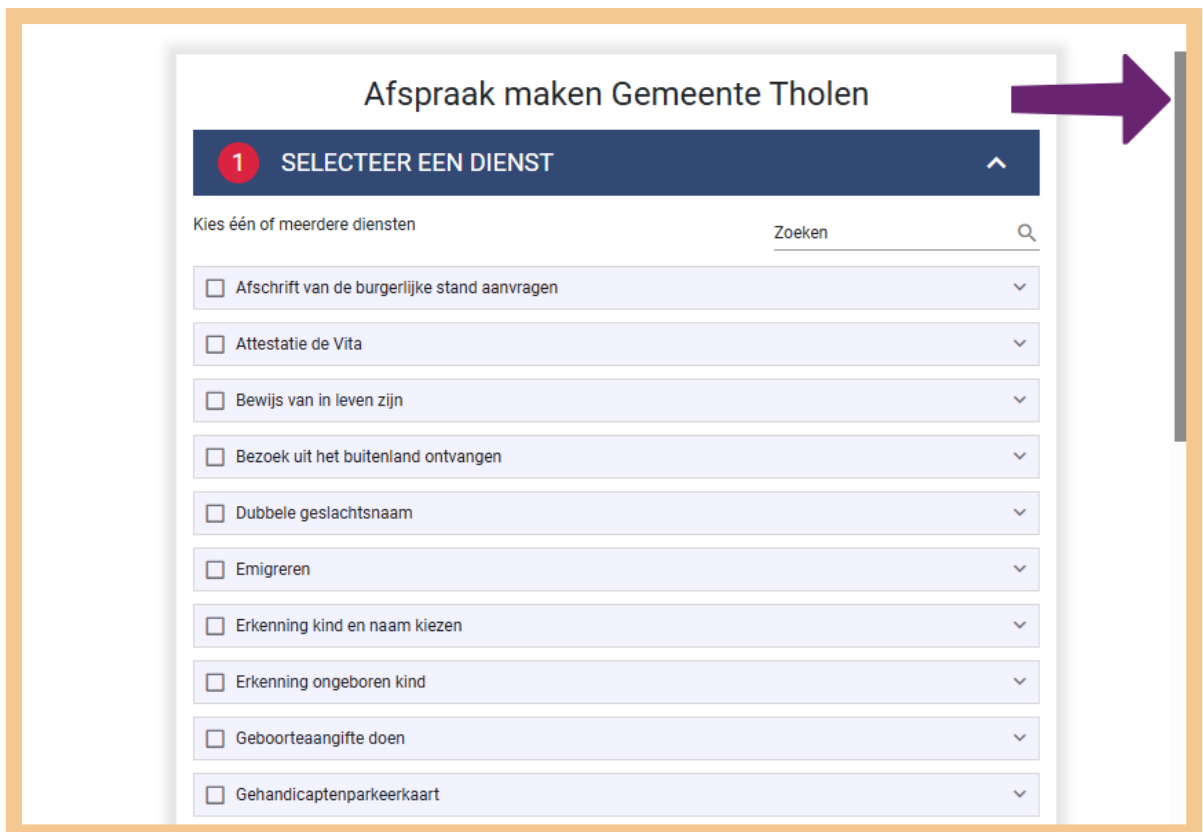 Afspraak maken Gemeente Tholen
1 SELECTEER EEN DIENST
Kies één of meerdere diensten
Zoeken
Afschrift van de burgerlijke stand aanvragen
Attestatie de Vita
Bewijs van in leven zijn
Bezoek uit het buitenland ontvangen
Dubbele geslachtsnaam
Emigreren
Erkenning kind en naam kiezen
Erkenning ongeboren kind
Geboorteaangifte doen
Gehandicaptenparkeerkaart